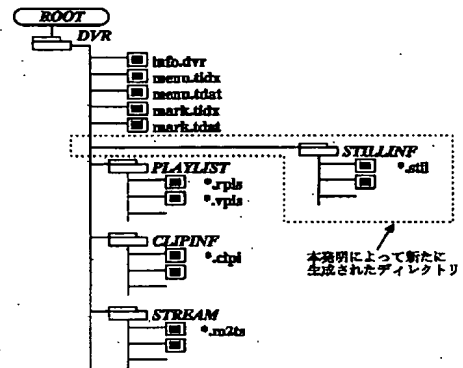 ROOT
DVR
info.dvr
menu.tidx
menu.tdat
mark.tidx
mark.tdat
STILLINF
*.stil
PLAYLIST
*.rpls
*.vpls
CLIPINF
*.clpi
本発明によって新たに
生成されたディレクトリ
STREAM
*.m2ts